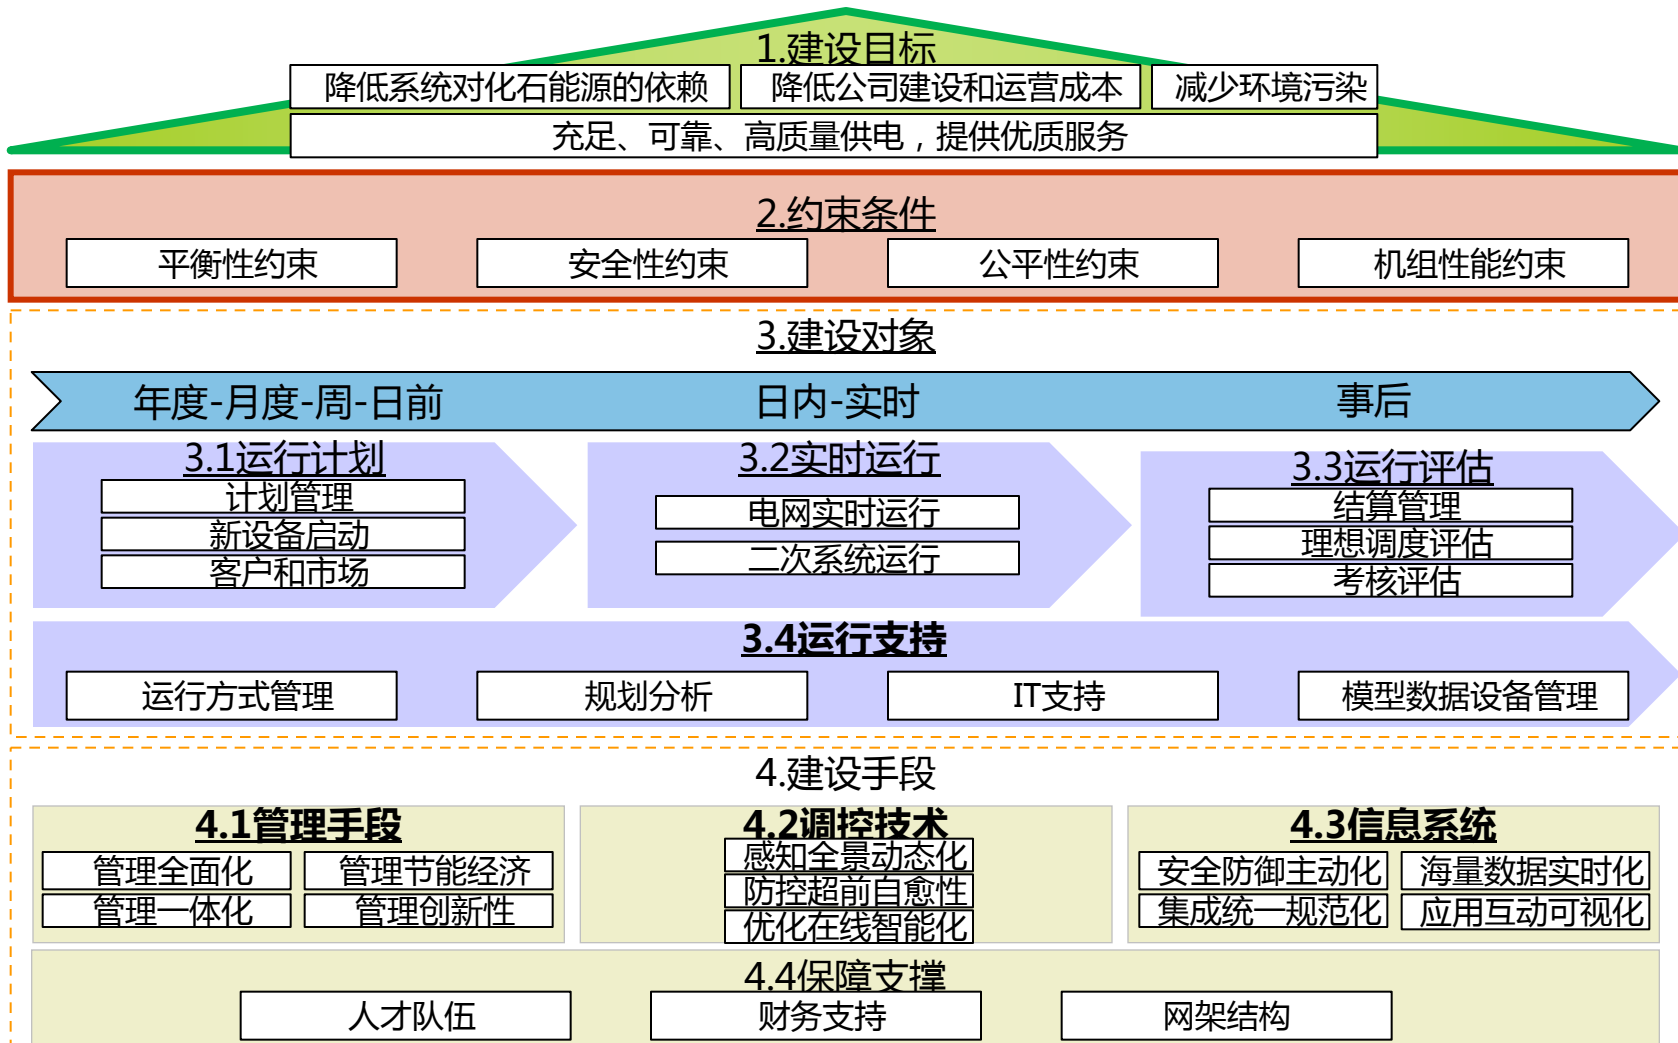 1.建设目标
降低系统对化石能源的依赖
降低公司建设和运营成本
减少环境污染
充足、可靠、高质量供电，提供优质服务
2.约束条件
平衡性约束
安全性约束
公平性约束
机组性能约束
3.建设对象
年度-月度-周-日前
日内-实时
事后
3.1运行计划
计划管理
新设备启动
客户和市场
3.2实时运行
电网实时运行
二次系统运行
3.3运行评估
结算管理
理想调度评估
考核评估
3.4运行支持
运行方式管理
规划分析
IT支持
模型数据设备管理
4.建设手段
4.1管理手段
管理全面化
管理节能经济
管理一体化
管理创新性
4.2调控技术
感知全景动态化
防控超前自愈性
优化在线智能化
4.3信息系统
安全防御主动化
海量数据实时化
集成统一规范化
应用互动可视化
4.4保障支撑
人才队伍
财务支持
网架结构